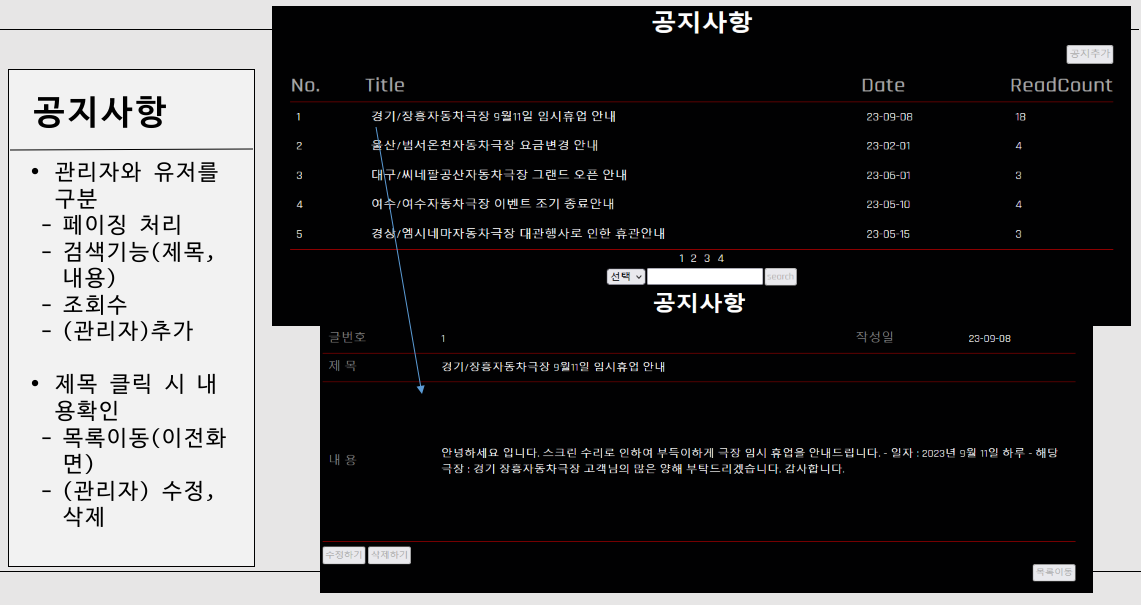 공지사항
• 관리자와 유저를
구분
- 페이징 처리
- 검색기능(제목,
내용)
- 조회수
- (관리자)추가
• 제목 클릭 시 내
용확인
- 목록이동(이전화
면)
- (관리자) 수정,
삭제
공지사항
공지추가
No. Title Date ReadCount
1 경기/장흥자동차극장 9월11일 임시휴업 안내 23-09-08 18
2 울산/범서온천자동차극장 요금변경 안내 23-02-01 4
3 대구/씨네팔공산자동차극장 그랜드 오픈 안내 23-06-01 3
4 여수/여수자동차극장 이벤트 조기 종료안내 23-05-10 4
5 경상/엠시네마자동차극장 대관행사로 인한 휴관안내 23-05-15 3
1 2 3 4
선택 search
공지사항
글번호 1 작성일 23-09-08
제 목 경기/장흥자동차극장 9월11일 임시휴업 안내
내 용 안녕하세요 입니다. 스크린 수리로 인하여 부득이하게 극장 임시 휴업을 안내드립니다. - 일자 : 2023년 9월 11일 하루 - 해당
극장 : 경기 장흥자동차극장 고객님의 많은 양해 부탁드리겠습니다. 감사합니다.
수정하기 삭제하기
목록이동